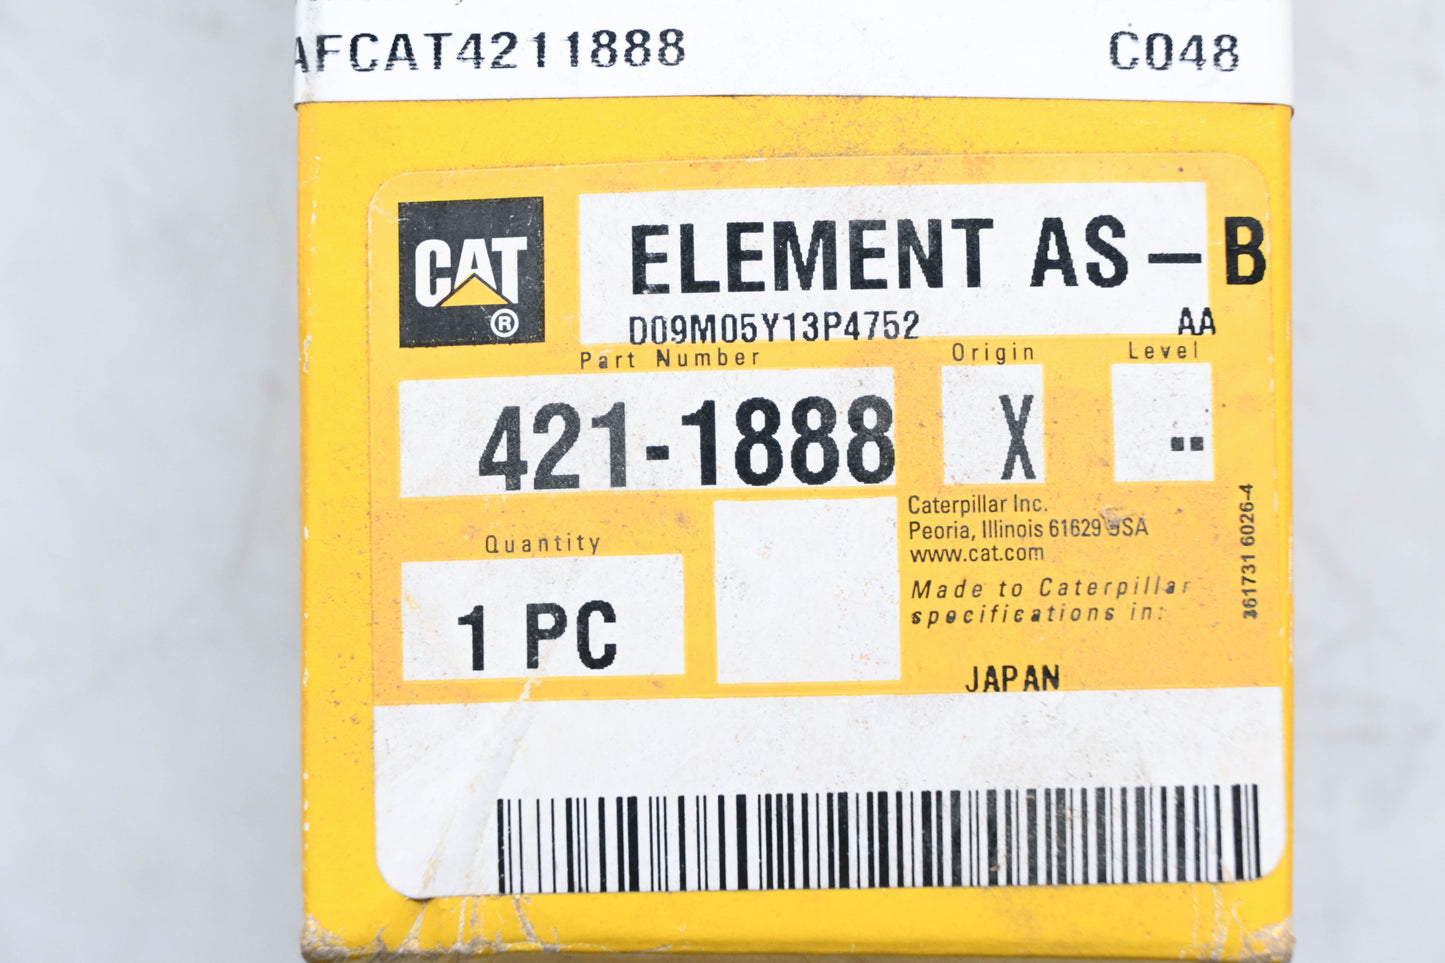 AFCAT4211888 C048
CAT ®
ELEMENT AS - B
D09M05Y13P4752 AA
Part Number Origin Level
421-1888 X --
Quantity
1 PC
Caterpillar Inc.
Peoria, Illinois 61629 USA
www.cat.com
Made to Caterpillar
specifications in:
JAPAN
361731 6026-4